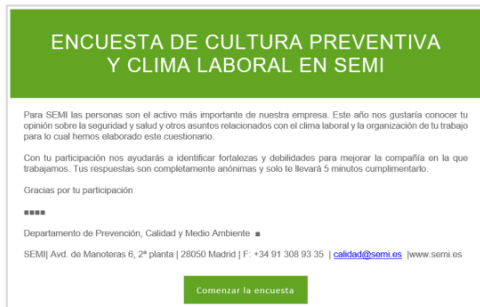 ENCUESTA DE CULTURA PREVENTIVA
Y CLIMA LABORAL EN SEMI
Para SEMI las personas son el activo más importante de nuestra empresa. Este año nos gustaría conocer tu
opinión sobre la seguridad y salud y otros asuntos relacionados con el clima laboral y la organización de tu trabajo
para lo cual hemos elaborado este cuestionario.
Con tu participación nos ayudarás a identificar fortalezas y debilidades para mejorar la compañía en la que
trabajamos. Tus respuestas son completamente anónimas y solo te llevará 5 minutos cumplimentarlo.
Gracias por tu participación
Departamento de Prevención, Calidad y Medio Ambiente
SEMI| Avd. de Manoteras 6, 2ª planta | 28050 Madrid | F: +34 91 308 93 35 | calidad@semi.es |www.semi.es
Comenzar la encuesta